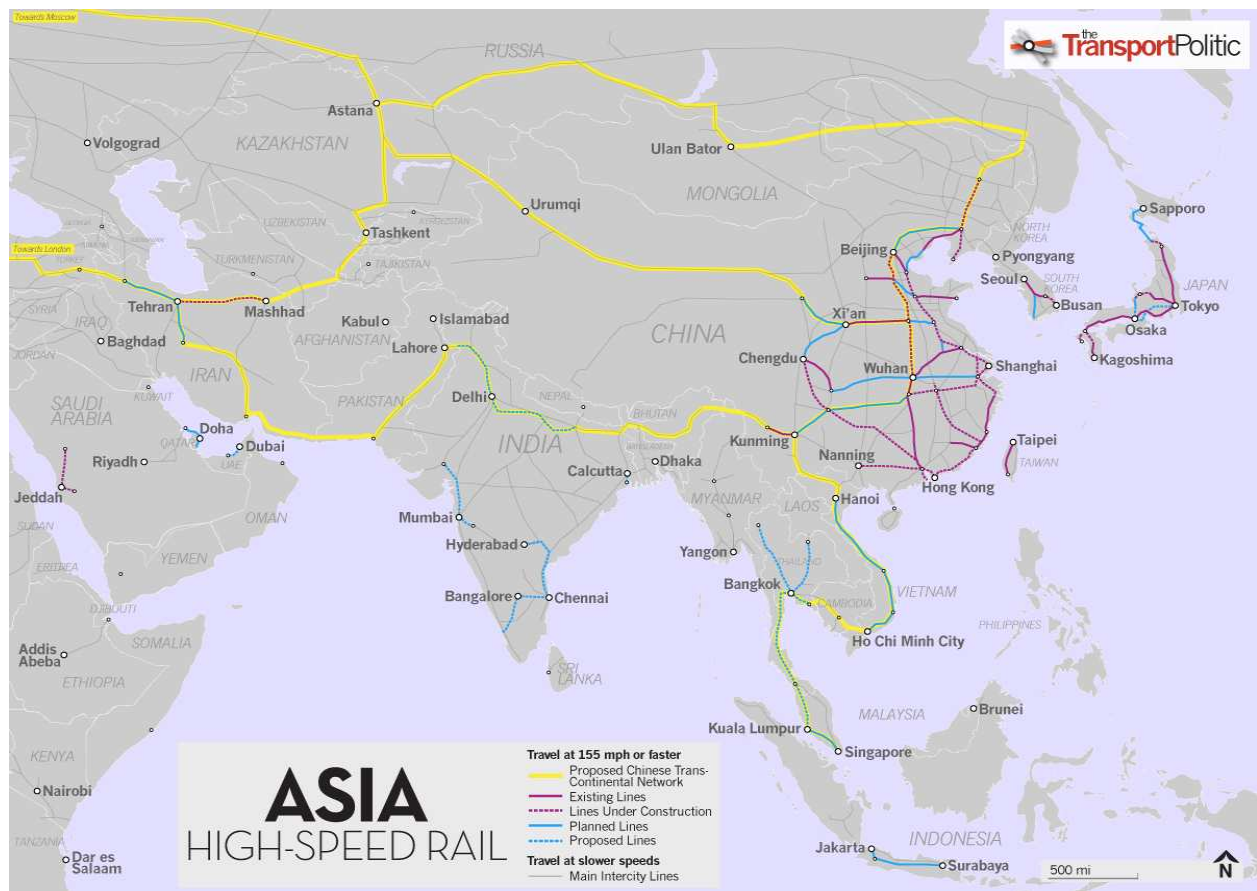 Towards Moscow
the
TransportPolitic
RUSSIA
Astana
Volgograd
KAZAKHSTAN
Ulan Bator
MONGOLIA
Urumqi
Sapporo
UZBEKISTAN
KYRGYZSTAN
Tashkent
NORTH
KOREA
Beijing
Pyongyang
Towards London
TURKEY
TURKMENISTAN
TAJIKISTAN
Seoul
SOUTH
KOREA
JAPAN
Tehran
Mashhad
Busan
Tokyo
SYRIA
IRAQ
Kabul
Islamabad
Xi'an
Osaka
Baghdad
AFGHANISTAN
CHINA
JORDAN
Lahore
Chengdu
Kagoshima
IRAN
Wuhan
Shanghai
KUWAIT
SAUDI
ARABIA
PAKISTAN
Delhi
NEPAL
BHUTAN
Doha
QATAR
INDIA
Kunming
Taipei
Dubai
UAE
BANGLADESH
Riyadh
Nanning
TAIWAN
Calcutta
Dhaka
Jeddah
Hong Kong
MYANMAR
LAOS
Hanoi
OMAN
Mumbai
SUDAN
Hyderabad
YEMEN
Yangon
THAILAND
ERITREA
Bangkok
VIETNAM
Bangalore
Chennai
CAMBODIA
DJIBOUTI
PHILIPPINES
SOMALIA
Ho Chi Minh City
Addis
Abeba
SRI
LANKA
ETHIOPIA
Brunei
MALAYSIA
Kuala Lumpur
Singapore
KENYA
Nairobi
TANZANIA
Dar es
Salaam
ASIA
HIGH-SPEED RAIL
Travel at 155 mph or faster
Proposed Chinese Trans-
Continental Network
Existing Lines
Lines Under Construction
Planned Lines
Proposed Lines
Travel at slower speeds
Main Intercity Lines
INDONESIA
Jakarta
Surabaya
500 mi
N